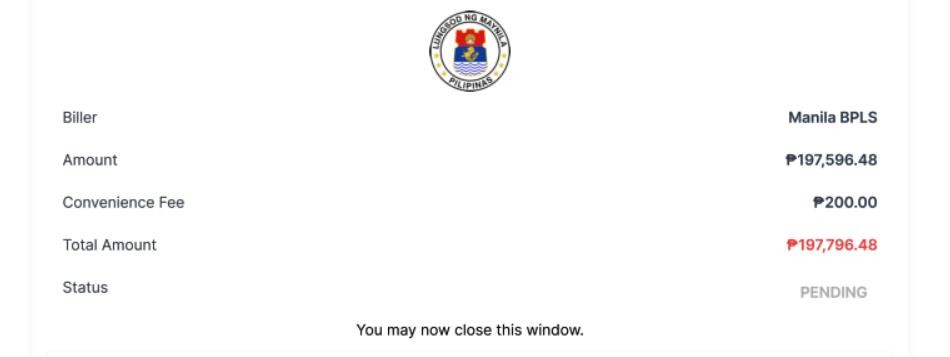 LUNGSOD NG MAYNILA
PILIPINAS
Biller Manila BPLS
Amount ₱197,596.48
Convenience Fee ₱200.00
Total Amount ₱197,796.48
Status PENDING
You may now close this window.